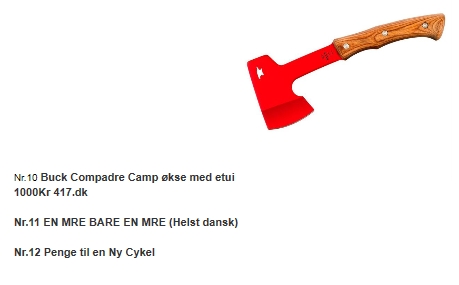 Nr.10 Buck Compadre Camp økse med etui
1000Kr 417.dk
Nr.11 EN MRE BARE EN MRE (Helst dansk)
Nr.12 Penge til en Ny Cykel